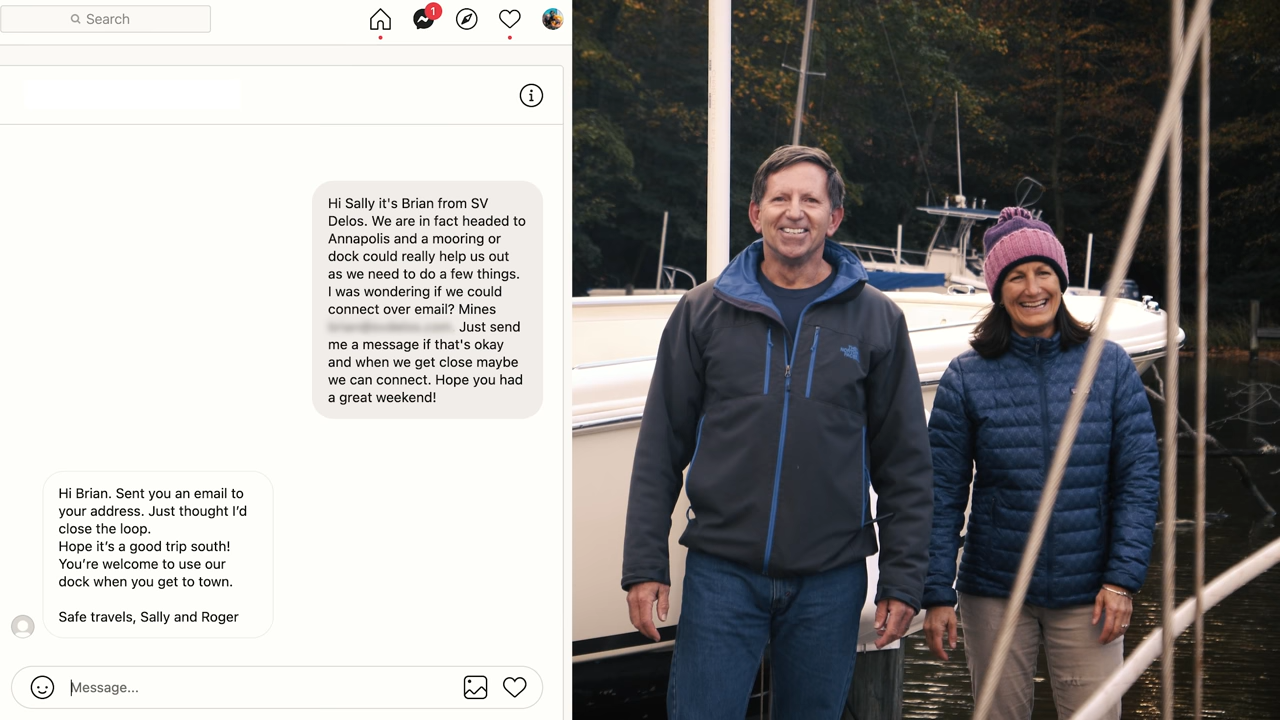 Search
1
Hi Sally it's Brian from SV
Delos. We are in fact headed to
Annapolis and a mooring or
dock could really help us out
as we need to do a few things.
I was wondering if we could
connect over email? Mines
. Just send
me a message if that's okay
and when we get close maybe
we can connect. Hope you had
a great weekend!
Hi Brian. Sent you an email to
your address. Just thought I’d
close the loop.
Hope it’s a good trip south!
You’re welcome to use our
dock when you get to town.
Safe travels, Sally and Roger
Message...
THE
NORTH
FACE